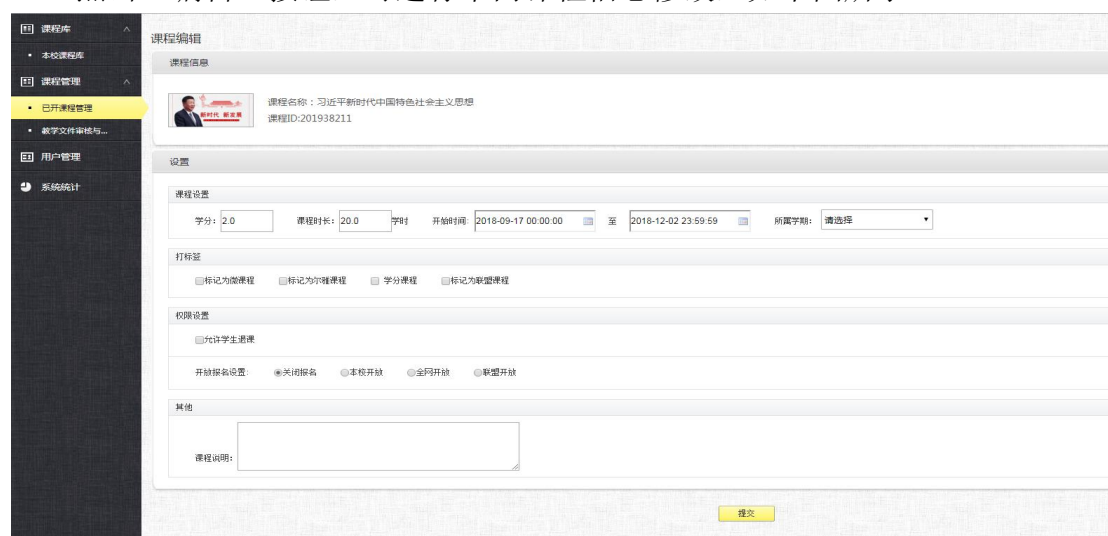 课程库
本校课程库
课程管理
已开课程管理
教学文件审核与...
用户管理
系统统计
课程编辑
课程信息
新时代 新发展
课程名称：习近平新时代中国特色社会主义思想
课程ID:201938211
设置
课程设置
学分: 2.0 课程时长: 20.0 学时 开始时间: 2018-09-17 00:00:00 至 2018-12-02 23:59:59 所属学期: 请选择
打标签
标记为微课程 标记为尔雅课程 学分课程 标记为联盟课程
权限设置
允许学生退课
开放报名设置: 关闭报名 本校开放 全网开放 联盟开放
其他
课程说明:
提交